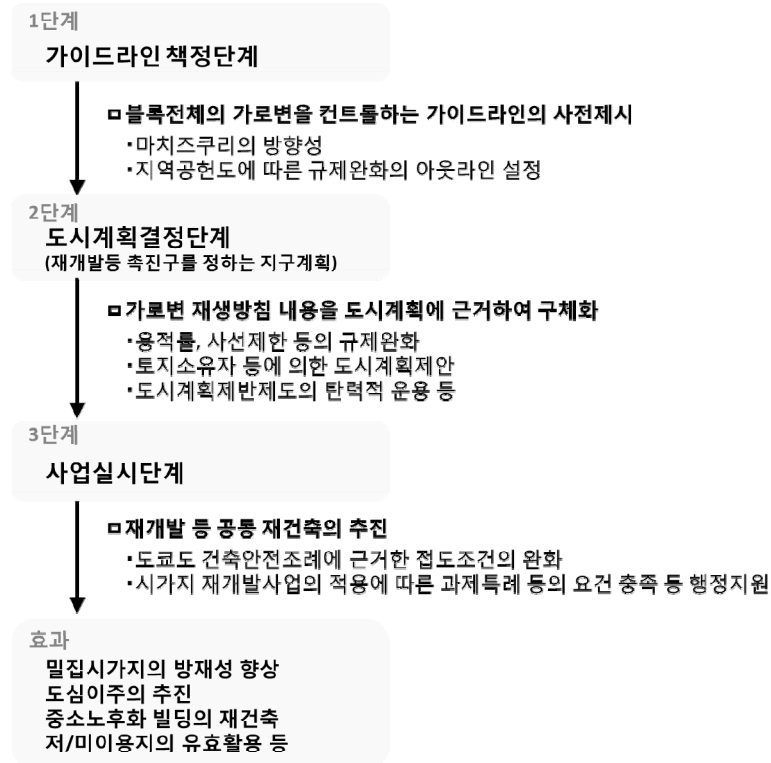 1단계
가이드라인 책정단계
블록전체의 가로변을 컨트롤하는 가이드라인의 사전제시
·마치즈쿠리의 방향성
·지역공헌도에 따른 규제완화의 아웃라인 설정
2단계
도시계획결정단계
(재개발등 촉진구를 정하는 지구계획)
가로변 재생방침 내용을 도시계획에 근거하여 구체화
·용적률, 사선제한 등의 규제완화
·토지소유자 등에 의한 도시계획제안
·도시계획제반제도의 탄력적 운용 등
3단계
사업실시단계
재개발 등 공통 재건축의 추진
·도쿄도 건축안전조례에 근거한 접도조건의 완화
·시가지 재개발사업의 적용에 따른 과제특례 등의 요건 충족 등 행정지원
효과
밀집시가지의 방재성 향상
도심이주의 추진
중소노후화 빌딩의 재건축
저/미이용지의 유효활용 등